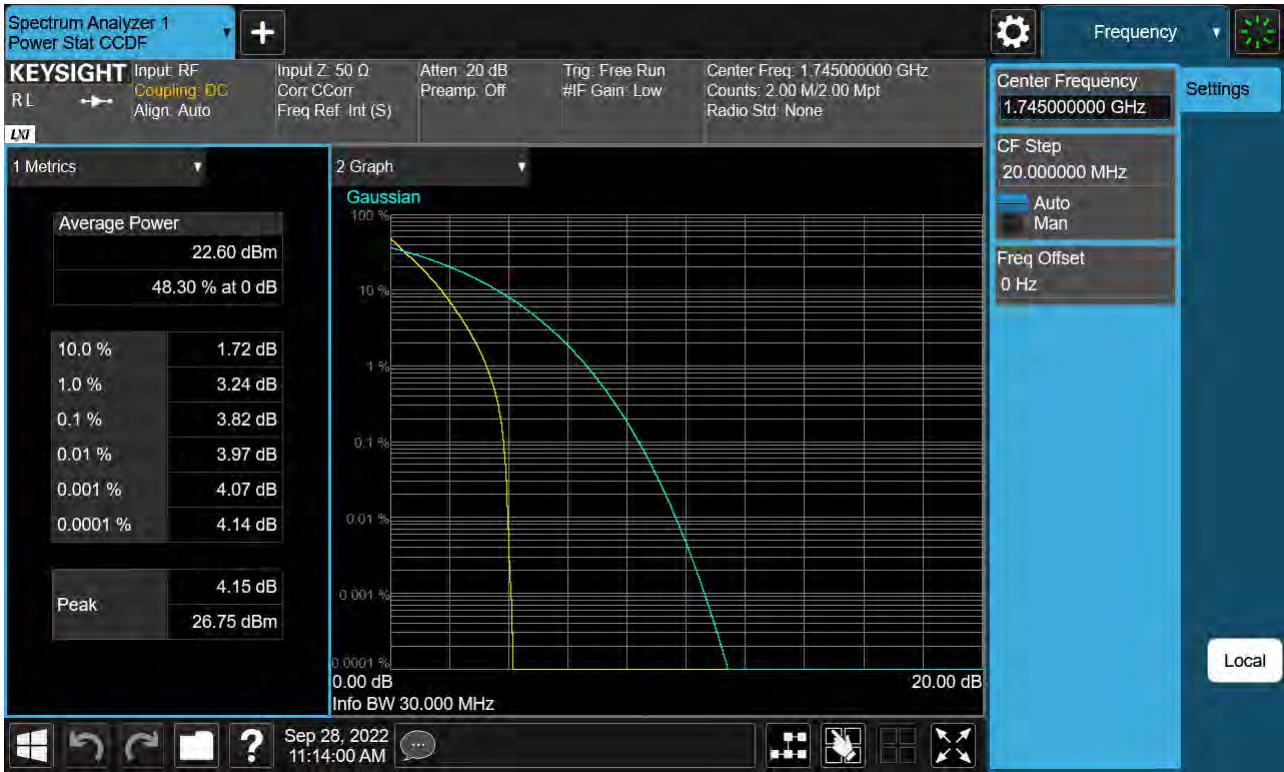 Spectrum Analyzer 1
Power Stat CCDF
+
Frequency
KEYSIGHT
RL
LXI
Input: RF
Coupling: DC
Align: Auto
Input Z: 50 Ω
Corr CCorr
Freq Ref: Int (S)
Atten: 20 dB
Preamp: Off
Trig: Free Run
#IF Gain: Low
Center Freq: 1.745000000 GHz
Counts: 2.00 M/2.00 Mpt
Radio Std: None
Center Frequency
1.745000000 GHz
Settings
CF Step
20.000000 MHz
Auto
Man
Freq Offset
0 Hz
Local
1 Metrics
Average Power
22.60 dBm
48.30 % at 0 dB
10.0 % 1.72 dB
1.0 % 3.24 dB
0.1 % 3.82 dB
0.01 % 3.97 dB
0.001 % 4.07 dB
0.0001 % 4.14 dB
Peak
4.15 dB
26.75 dBm
2 Graph
Gaussian
100 %
10 %
1 %
0.1 %
0.01 %
0.001 %
0.0001 %
0.00 dB
20.00 dB
Info BW 30.000 MHz
?
Sep 28, 2022
11:14:00 AM